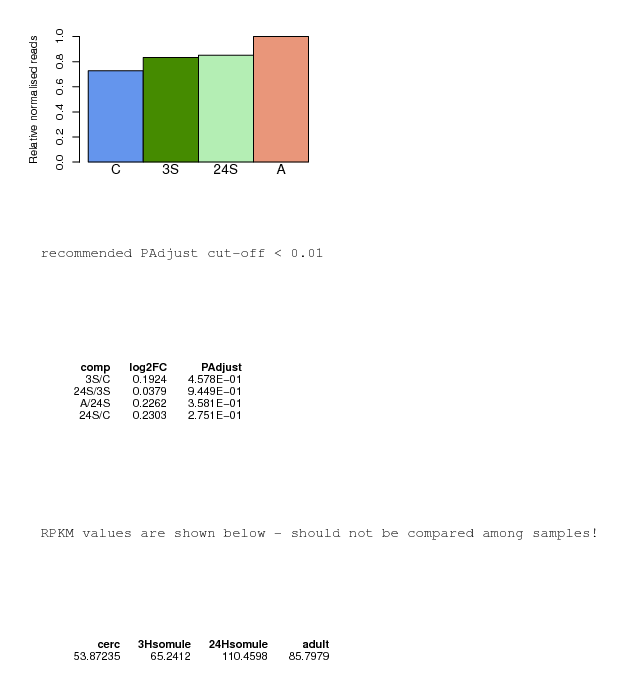 Relative normalised reads
0.0 0.2 0.4 0.6 0.8 1.0
C 3S 24S A
recommended PAdjust cut-off < 0.01
comp log2FC PAdjust
3S/C 0.1924 4.578E-01
24S/3S 0.0379 9.449E-01
A/24S 0.2262 3.581E-01
24S/C 0.2303 2.751E-01
RPKM values are shown below - should not be compared among samples!
cerc 3Hsomule 24Hsomule adult
53.87235 65.2412 110.4598 85.7979